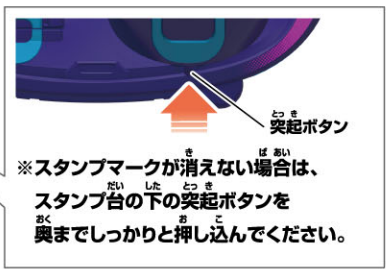 突起ボタン
※スタンプマークが消えない場合は、
スタンプ台の下の突起ボタンを
奥までしっかりと押し込んでください。